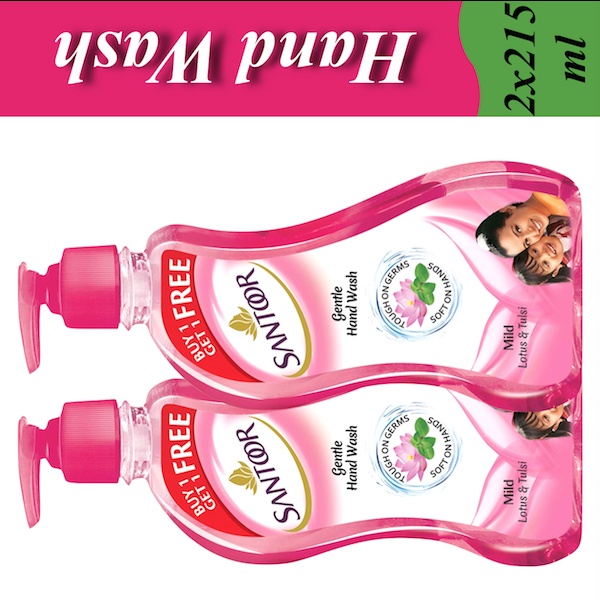 Hand Wash
2x215
ml
BUY 1
GET 1 FREE
SANTOOR
Gentle
Hand Wash
TOUGH ON GERMS
SOFT ON HANDS
Mild
Lotus & Tulsi
BUY 1
GET 1 FREE
SANTOOR
Gentle
Hand Wash
TOUGH ON GERMS
SOFT ON HANDS
Mild
Lotus & Tulsi